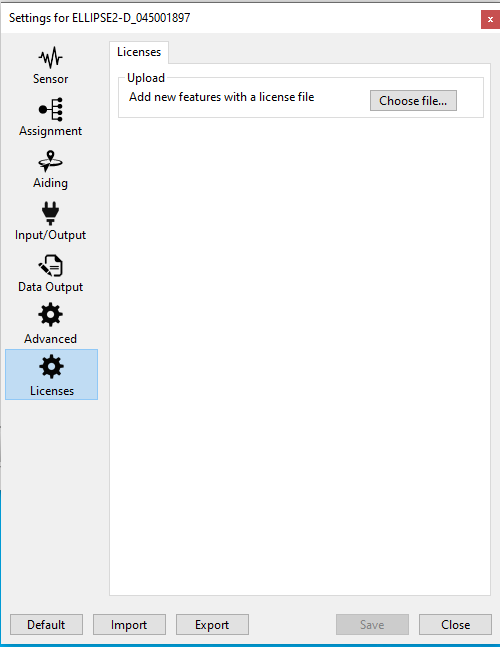 Settings for ELLIPSE2-D_045001897
x
Sensor
Assignment
Aiding
Input/Output
Data Output
Advanced
Licenses
Licenses
Upload
Add new features with a license file
Choose file...
Default
Import
Export
Save
Close